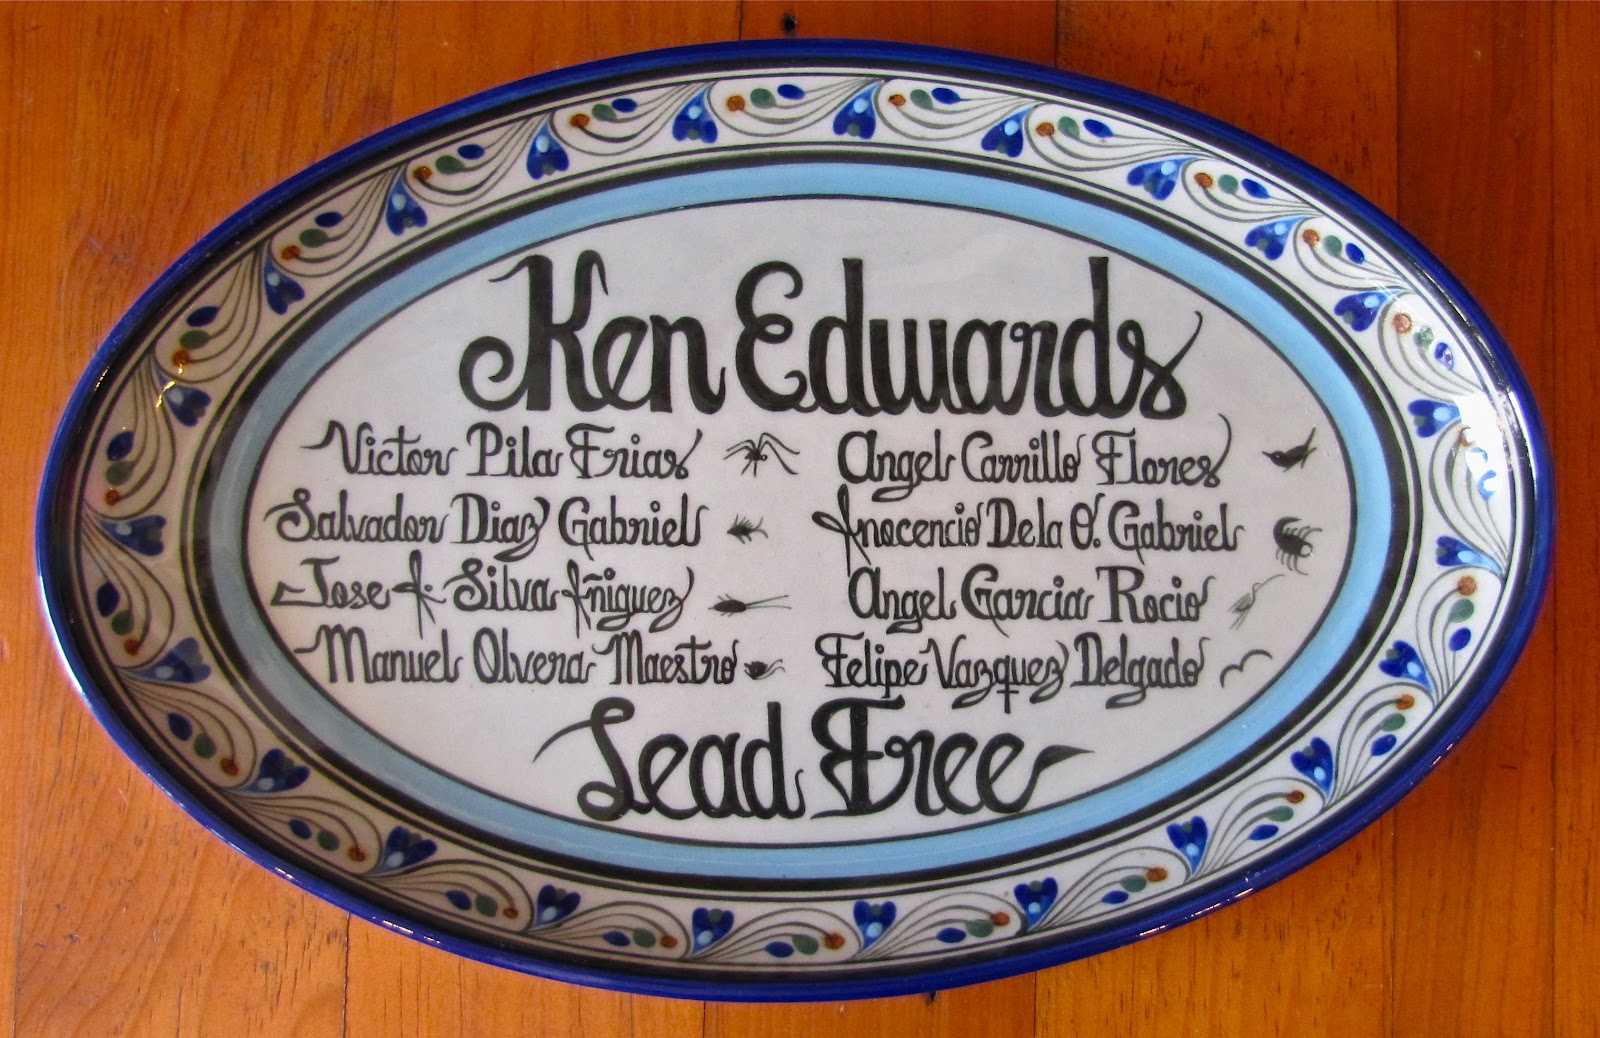 Ken Edwards
Victor Pila Frias
Angel Carrillo Flores
Salvador Diaz Gabriel
Inocencio De la O. Gabriel
Jose I. Silva Iñiguez
Angel Garcia Rocio
Manuel Olvera Maestro
Felipe Vazquez Delgado
Lead Free